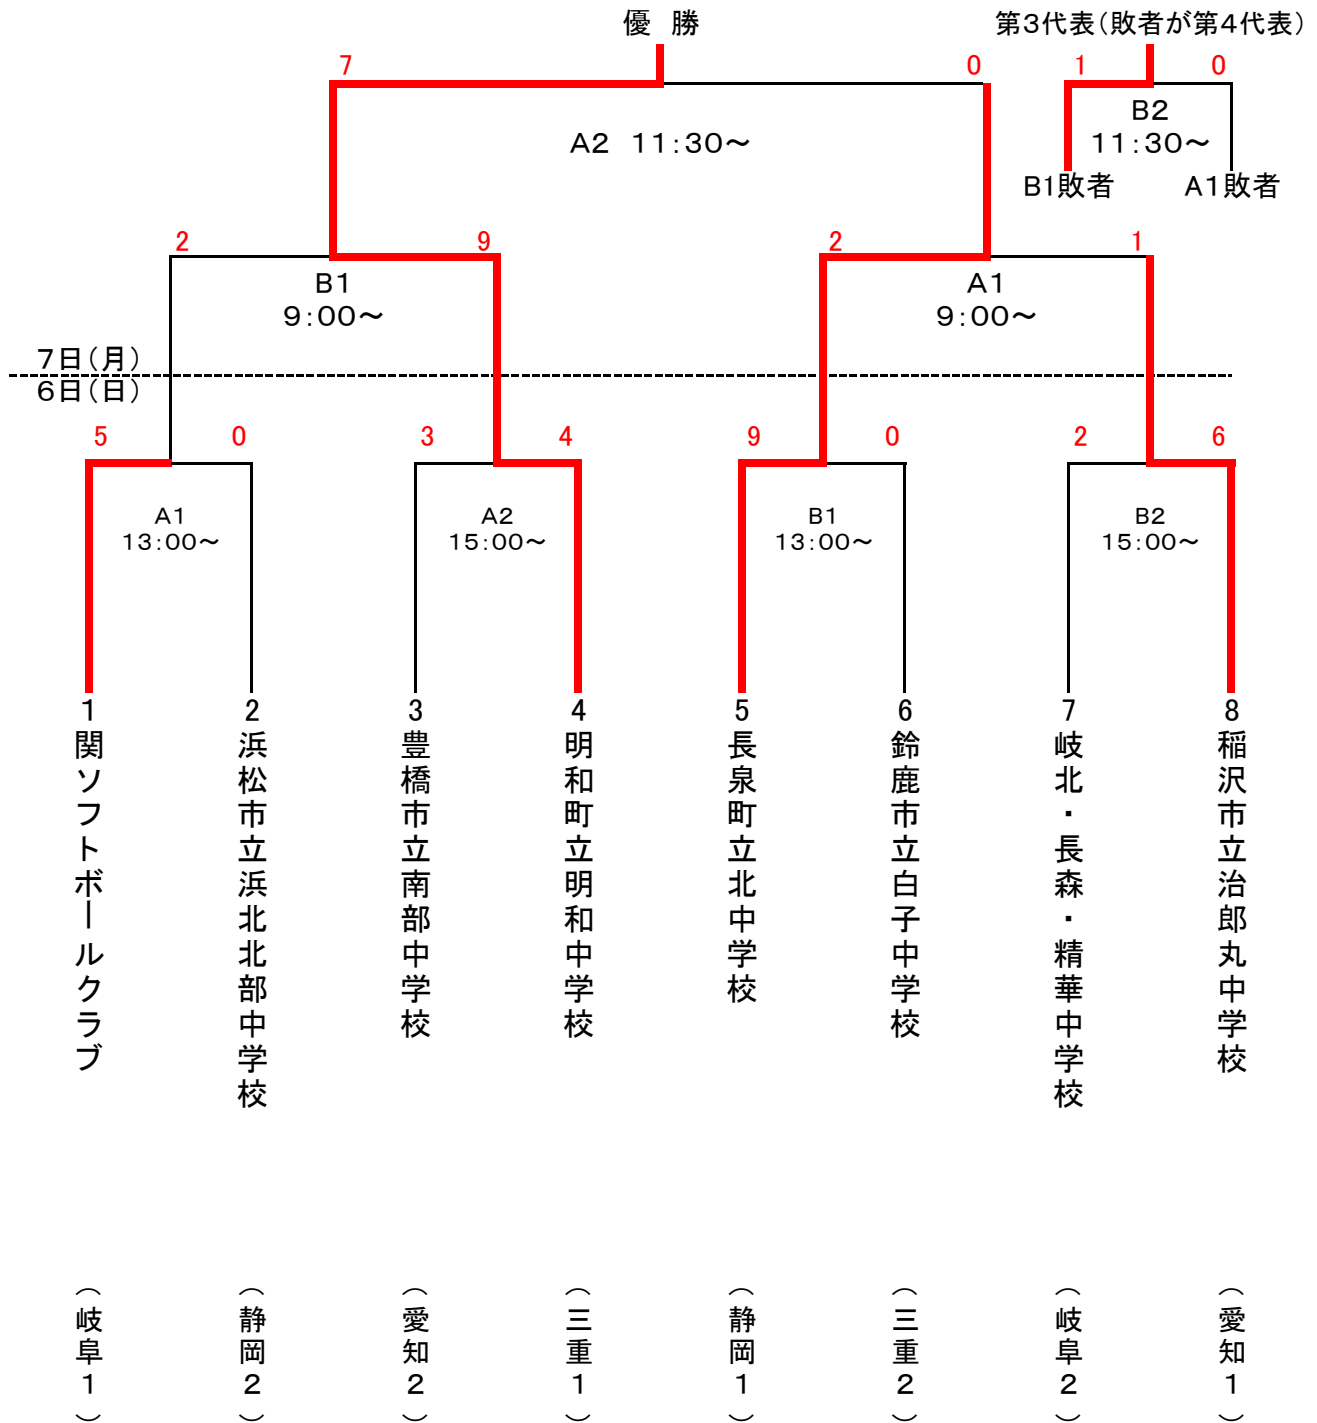 優 勝
第3代表（敗者が第4代表）
7
0
1
0
A2 11：30～
B2
11：30～
B1敗者
A1敗者
2
9
2
1
B1
9：00～
A1
9：00～
7日（月）
6日（日）
5
0
3
4
9
0
2
6
A1
13：00～
A2
15：00～
B1
13：00～
B2
15：00～
1
関ソフトボールクラブ
（岐阜1）
2
浜松市立浜北北部中学校
（静岡2）
3
豊橋市立南部中学校
（愛知2）
4
明和町立明和中学校
（三重1）
5
長泉町立北中学校
（静岡1）
6
鈴鹿市立白子中学校
（三重2）
7
岐北・長森・精華中学校
（岐阜2）
8
稲沢市立治郎丸中学校
（愛知1）